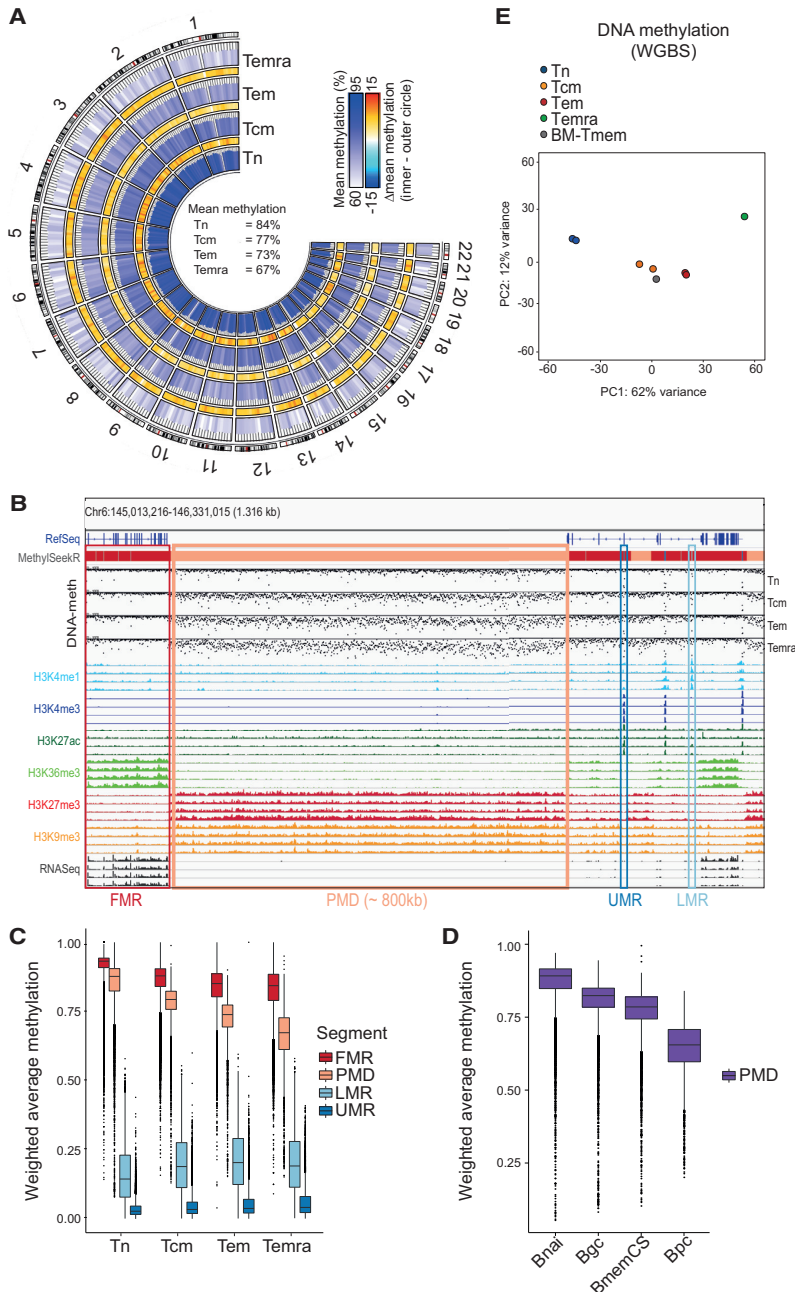 A
1
2
3
4
5
6
7
8
9
10
11
12
13
14
15
16
17
18
19
20
21
22
Temra
Tem
Tcm
Tn
Mean methylation (%)
60 95
-15 15
Δmean methylation
(inner - outer circle)
Mean methylation
Tn = 84%
Tcm = 77%
Tem = 73%
Temra = 67%
E
DNA methylation
(WGBS)
Tn
Tcm
Tem
Temra
BM-Tmem
PC2: 12% variance
60
30
0
-30
-60
-60 -30 0 30 60
PC1: 62% variance
B
Chr6:145,013,216-146,331,015 (1.316 kb)
RefSeq
MethylSeekR
DNA-meth
Tn
Tcm
Tem
Temra
H3K4me1
H3K4me3
H3K27ac
H3K36me3
H3K27me3
H3K9me3
RNASeq
FMR PMD (~ 800kb) UMR LMR
C
Weighted average methylation
1.00
0.75
0.50
0.25
0.00
Tn Tcm Tem Temra
Segment
FMR
PMD
LMR
UMR
D
Weighted average methylation
1.00
0.75
0.50
0.25
Bnai Bgc BmemCS Bpc
PMD